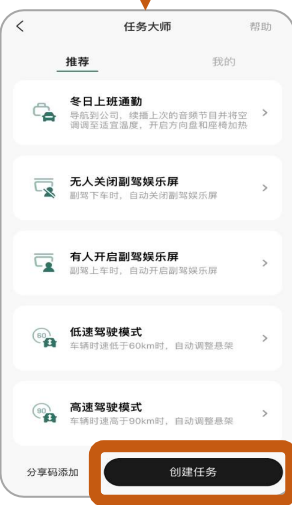 任务大师
帮助
推荐
我的
冬日上班通勤
导航到公司，续播上次的音频节目并将空
调调至适宜温度、开启方向盘和座椅加热
无人关闭副驾娱乐屏
副驾下车时，自动关闭副驾娱乐屏
有人开启副驾娱乐屏
副驾上车时，自动开启副驾娱乐屏
60
低速驾驶模式
车辆时速低于60km时，自动调整悬架
90
高速驾驶模式
车辆时速高于90km时，自动调整悬架
分享码添加
创建任务